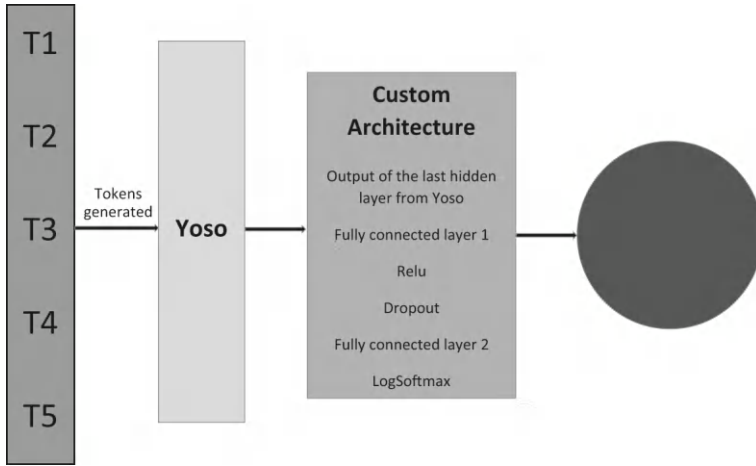 T1
T2
T3
T4
T5
Tokens
generated
Yoso
Custom
Architecture
Output of the last hidden
layer from Yoso
Fully connected layer 1
Relu
Dropout
Fully connected layer 2
LogSoftmax